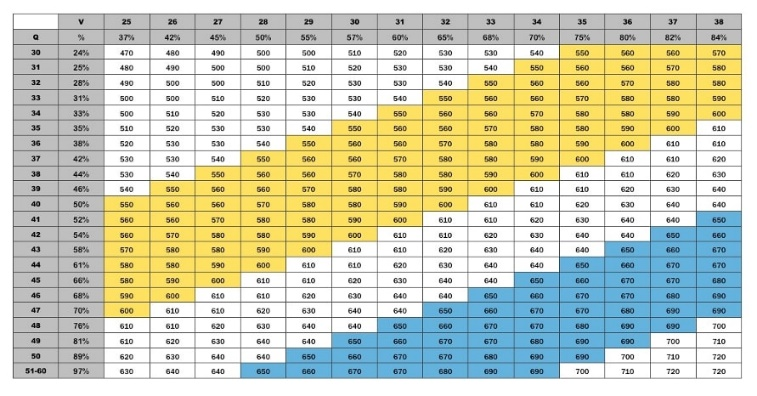 V 25 26 27 28 29 30 31 32 33 34 35 36 37 38
Q % 37% 42% 45% 50% 55% 57% 60% 65% 68% 70% 75% 80% 82% 84%
30 24% 470 480 490 500 500 510 520 530 530 540 550 560 560 570
31 25% 480 490 500 500 510 520 530 530 540 550 560 560 570 580
32 28% 490 500 500 510 520 530 530 540 550 560 560 570 580 580
33 31% 500 500 510 520 530 530 540 550 560 560 570 580 580 590
34 33% 500 510 520 530 530 540 550 560 560 570 580 580 590 600
35 35% 510 520 530 530 540 550 560 560 570 580 580 590 600 610
36 38% 520 530 530 540 550 560 560 570 580 580 590 600 610 610
37 42% 530 530 540 550 560 560 570 580 580 590 600 610 610 620
38 44% 530 540 550 560 560 570 580 580 590 600 610 610 620 630
39 46% 540 550 560 560 570 580 580 590 600 610 610 620 630 640
40 50% 550 560 560 570 580 580 590 600 610 610 620 630 640 640
41 52% 560 560 570 580 580 590 600 610 610 620 630 640 640 650
42 54% 560 570 580 580 590 600 610 610 620 630 640 640 650 660
43 58% 570 580 580 590 600 610 610 620 630 640 640 650 660 670
44 61% 580 580 590 600 610 610 620 630 640 640 650 660 670 670
45 66% 580 590 600 610 610 620 630 640 640 650 660 670 670 680
46 68% 590 600 610 610 620 630 640 640 650 660 670 670 680 690
47 70% 600 610 610 620 630 640 640 650 660 670 670 680 690 690
48 76% 610 610 620 630 640 640 650 660 670 670 680 690 690 700
49 81% 610 620 630 640 640 650 660 670 670 680 690 690 700 710
50 89% 620 630 640 640 650 660 670 670 680 690 690 700 710 720
51-60 97% 630 640 640 650 660 670 670 680 690 690 700 710 720 720